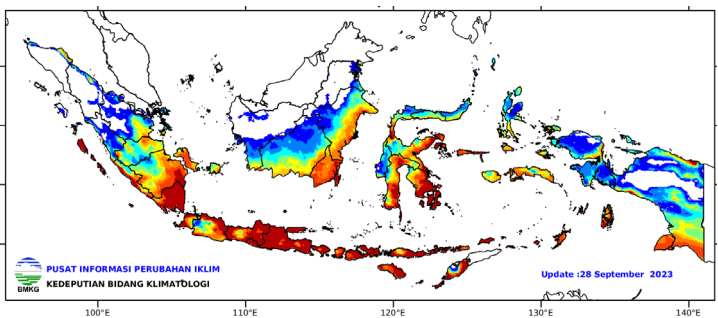 PUSAT INFORMASI PERUBAHAN IKLIM
KEDEPUTIAN BIDANG KLIMATOLOGI
BMKG
Update :28 September 2023
100°E
110°E
120°E
130°E
140°E